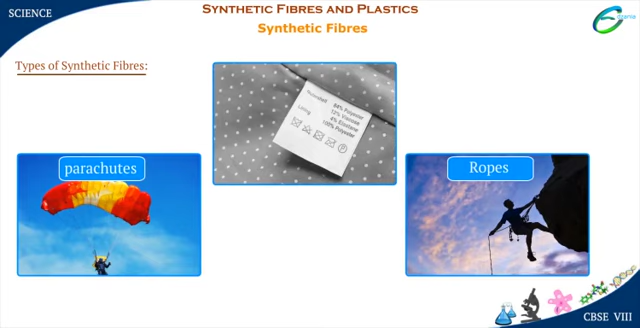 SCIENCE
SYNTHETIC FIBRES AND PLASTICS
Synthetic Fibres
Types of Synthetic Fibres:
84% Polyester
12% Viscose
4% Elastane
Lining
100% Polyester
parachutes
Ropes
CBSE VIII